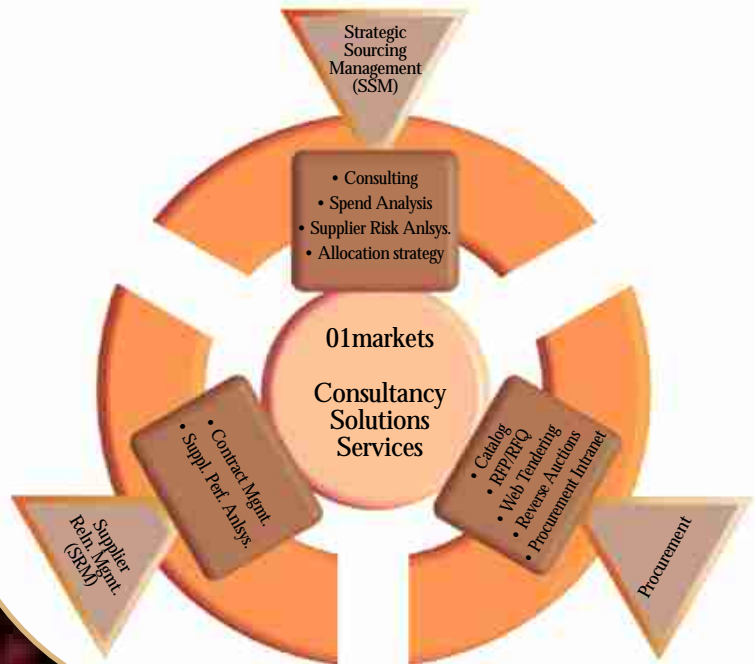 Strategic
Sourcing
Management
(SSM)
• Consulting
• Spend Analysis
• Supplier Risk Anlsys.
• Allocation strategy
01markets
Consultancy
Solutions
Services
• Contract Mgmt.
• Suppl. Perf. Anlsys.
• Catalog
• RFP/RFQ
• Web Tendering
• Reverse Auctions
• Procurement Intranet
Supplier
Reln. Mgmt.
(SRM)
Procurement